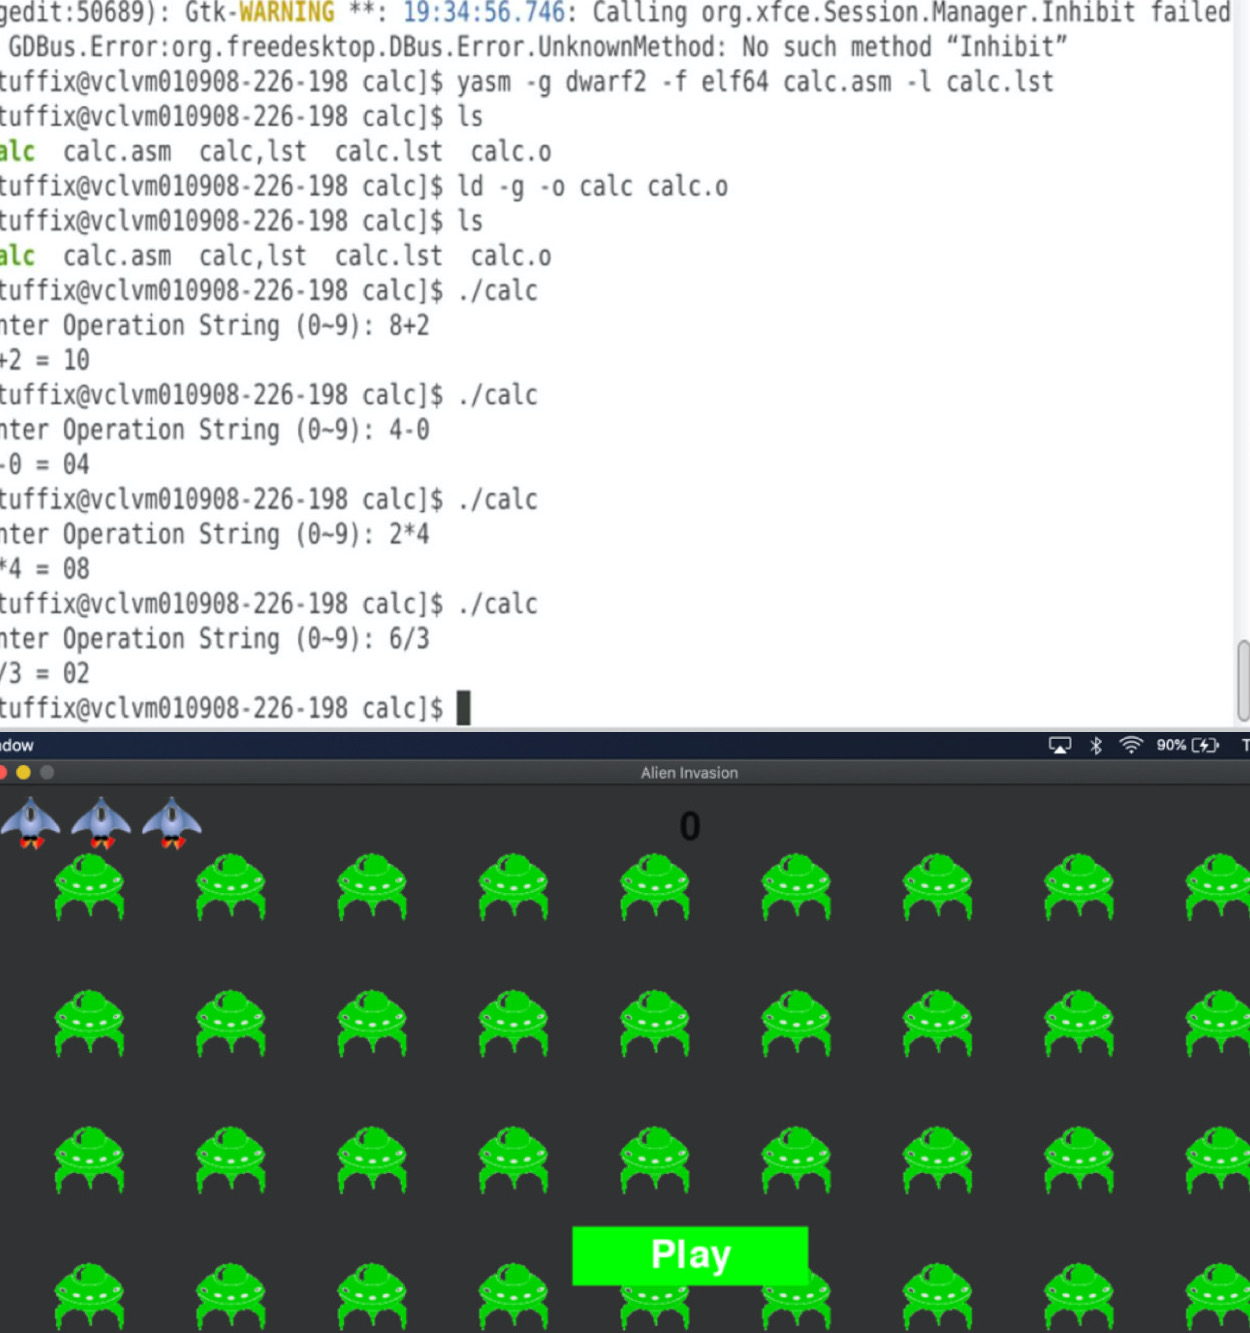 gedit:50689): Gtk-WARNING **: 19:34:56.746: Calling org.xfce.Session.Manager.Inhibit failed
GDBus.Error:org.freedesktop.DBus.Error.UnknownMethod: No such method “Inhibit”
tuffix@vclvm010908-226-198 calc]$ yasm -g dwarf2 -f elf64 calc.asm -l calc.lst
tuffix@vclvm010908-226-198 calc]$ ls
alc calc.asm calc,lst calc.lst calc.o
tuffix@vclvm010908-226-198 calc]$ ld -g -o calc calc.o
tuffix@vclvm010908-226-198 calc]$ ls
alc calc.asm calc,lst calc.lst calc.o
tuffix@vclvm010908-226-198 calc]$ ./calc
nter Operation String (0~9): 8+2
+2 = 10
tuffix@vclvm010908-226-198 calc]$ ./calc
nter Operation String (0~9): 4-0
-0 = 04
tuffix@vclvm010908-226-198 calc]$ ./calc
nter Operation String (0~9): 2*4
*4 = 08
tuffix@vclvm010908-226-198 calc]$ ./calc
nter Operation String (0~9): 6/3
/3 = 02
tuffix@vclvm010908-226-198 calc]$
dow 90% T
Alien Invasion
0
Play